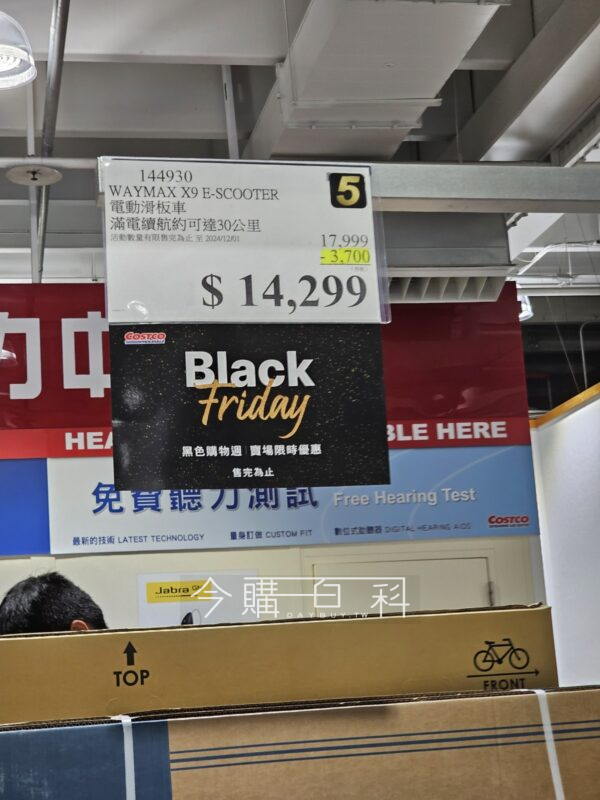 144930
5
WAYMAX X9 E-SCOOTER
電動滑板車
滿電續航約可達30公里
活動數量有限售完為止 至 2024/12/01
17,999
- 3,700
$ 14,299
COSTCO
Black
Friday
黑色購物週 | 賣場限時優惠
售完為止
中
HEA
BLE HERE
免費聽力測試 Free Hearing Test
COSTCO
最新的技術 LATEST TECHNOLOGY 量身訂做 CUSTOM FIT 數位式助聽器 DIGITAL HEARING AIDS
Jabra
今購百科
DAYBUY.TW
TOP
FRONT